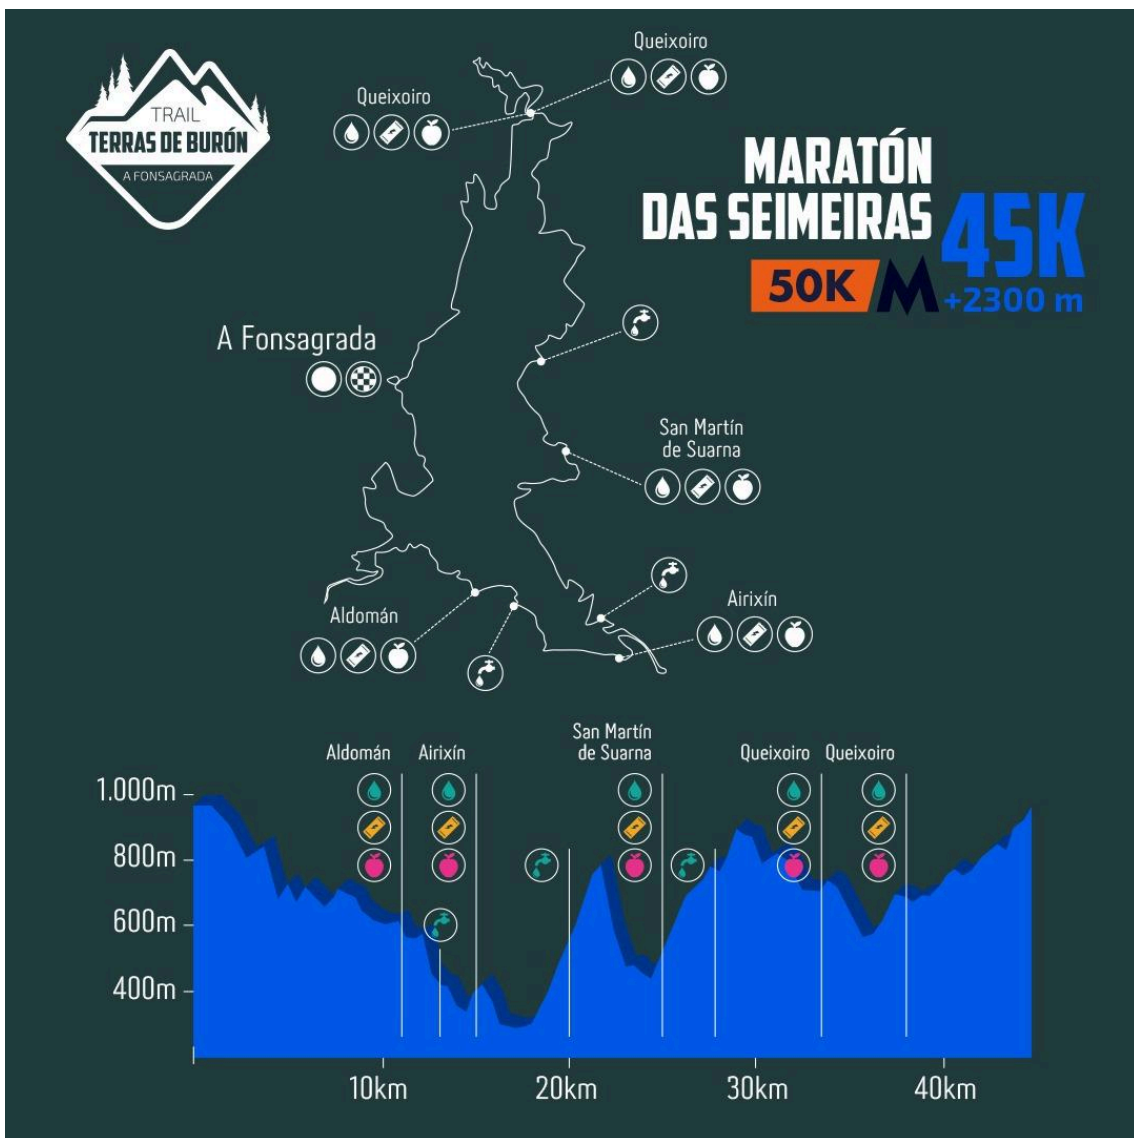 TRAIL
TERRAS DE BURÓN
A FONSAGRADA
Queixoiro
Queixoiro
MARATÓN
DAS SEIMEIRAS
45K
50K M
+2300 m
A Fonsagrada
San Martín
de Suarna
Airixín
Aldomán
Aldomán
Airixín
San Martín
de Suarna
Queixoiro
Queixoiro
1.000m
800m
600m
400m
10km
20km
30km
40km